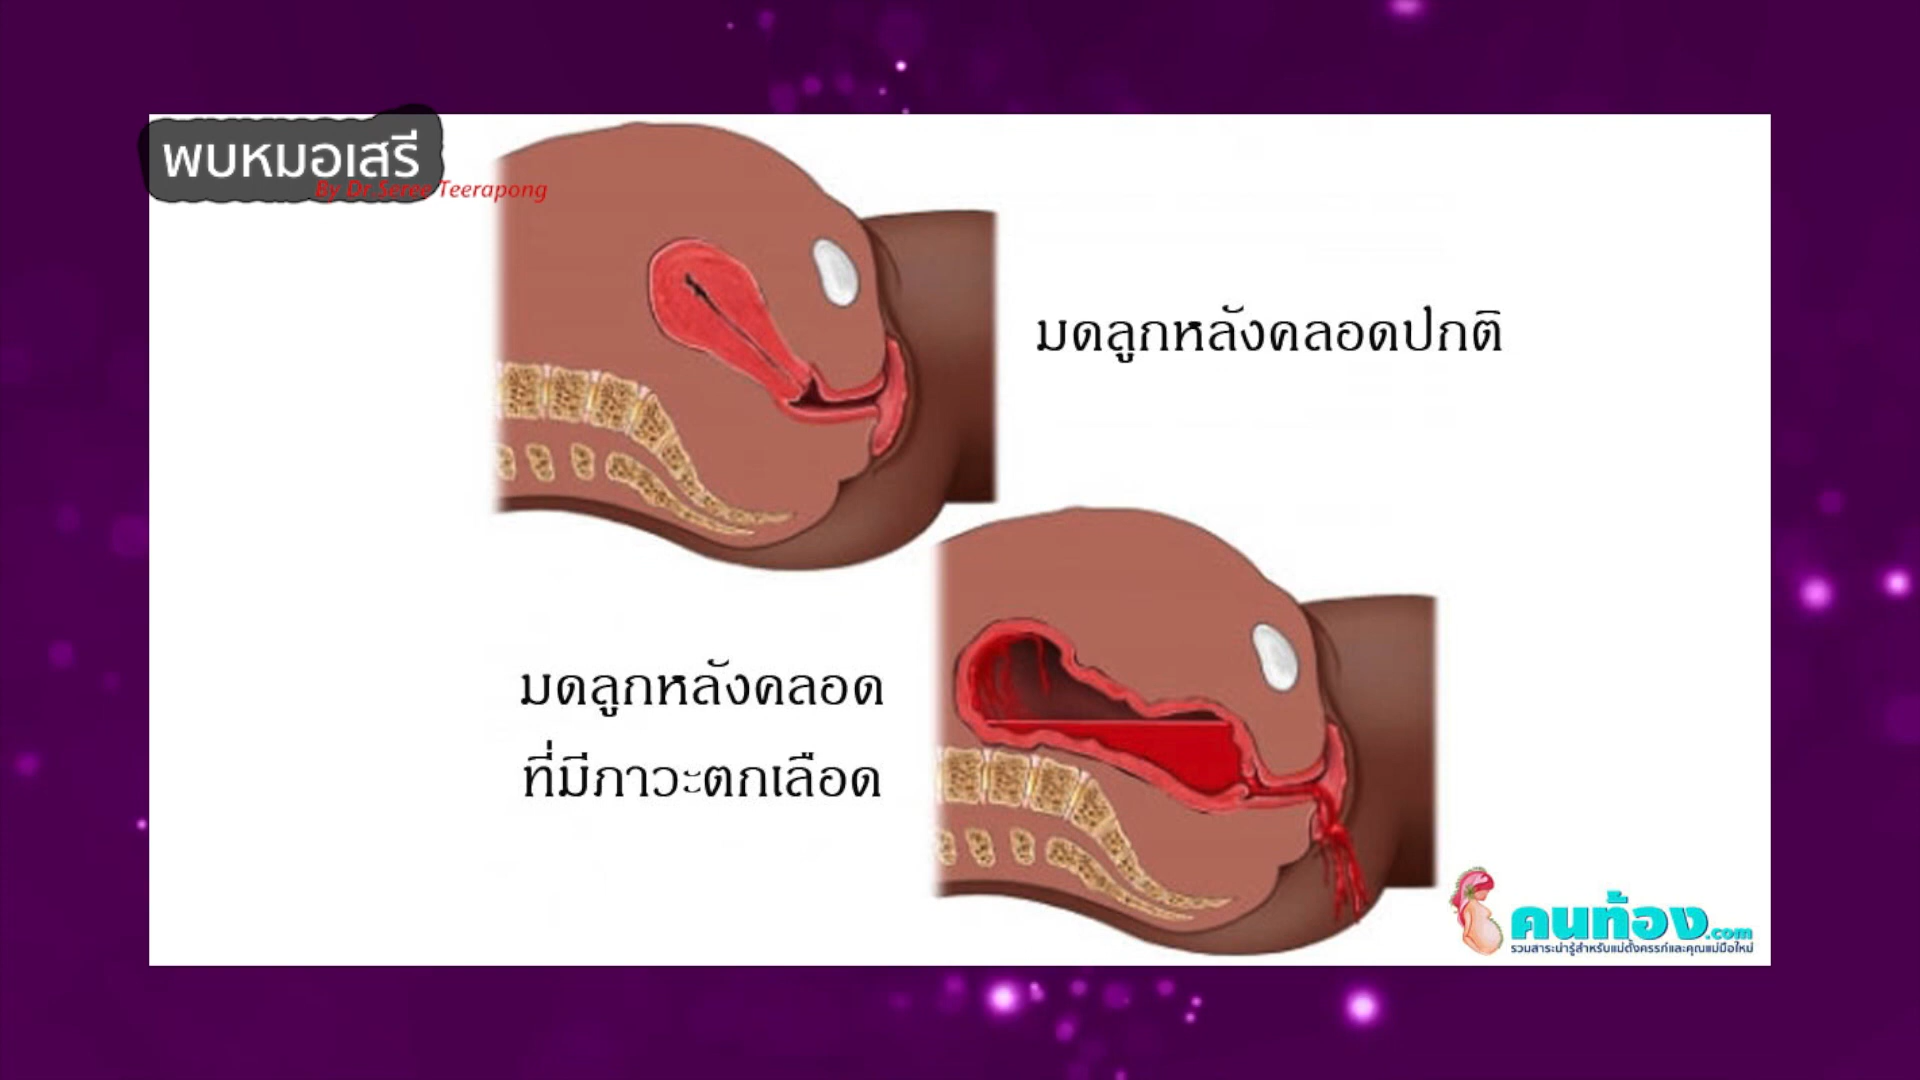 พบหมอเสรี
By Dr.Seree Teerapong
มดลูกหลังคลอดปกติ
มดลูกหลังคลอด
ที่มีภาวะตกเลือด
คนท้อง.com
รวมสาระน่ารู้สำหรับแม่ตั้งครรภ์และคุณแม่มือใหม่